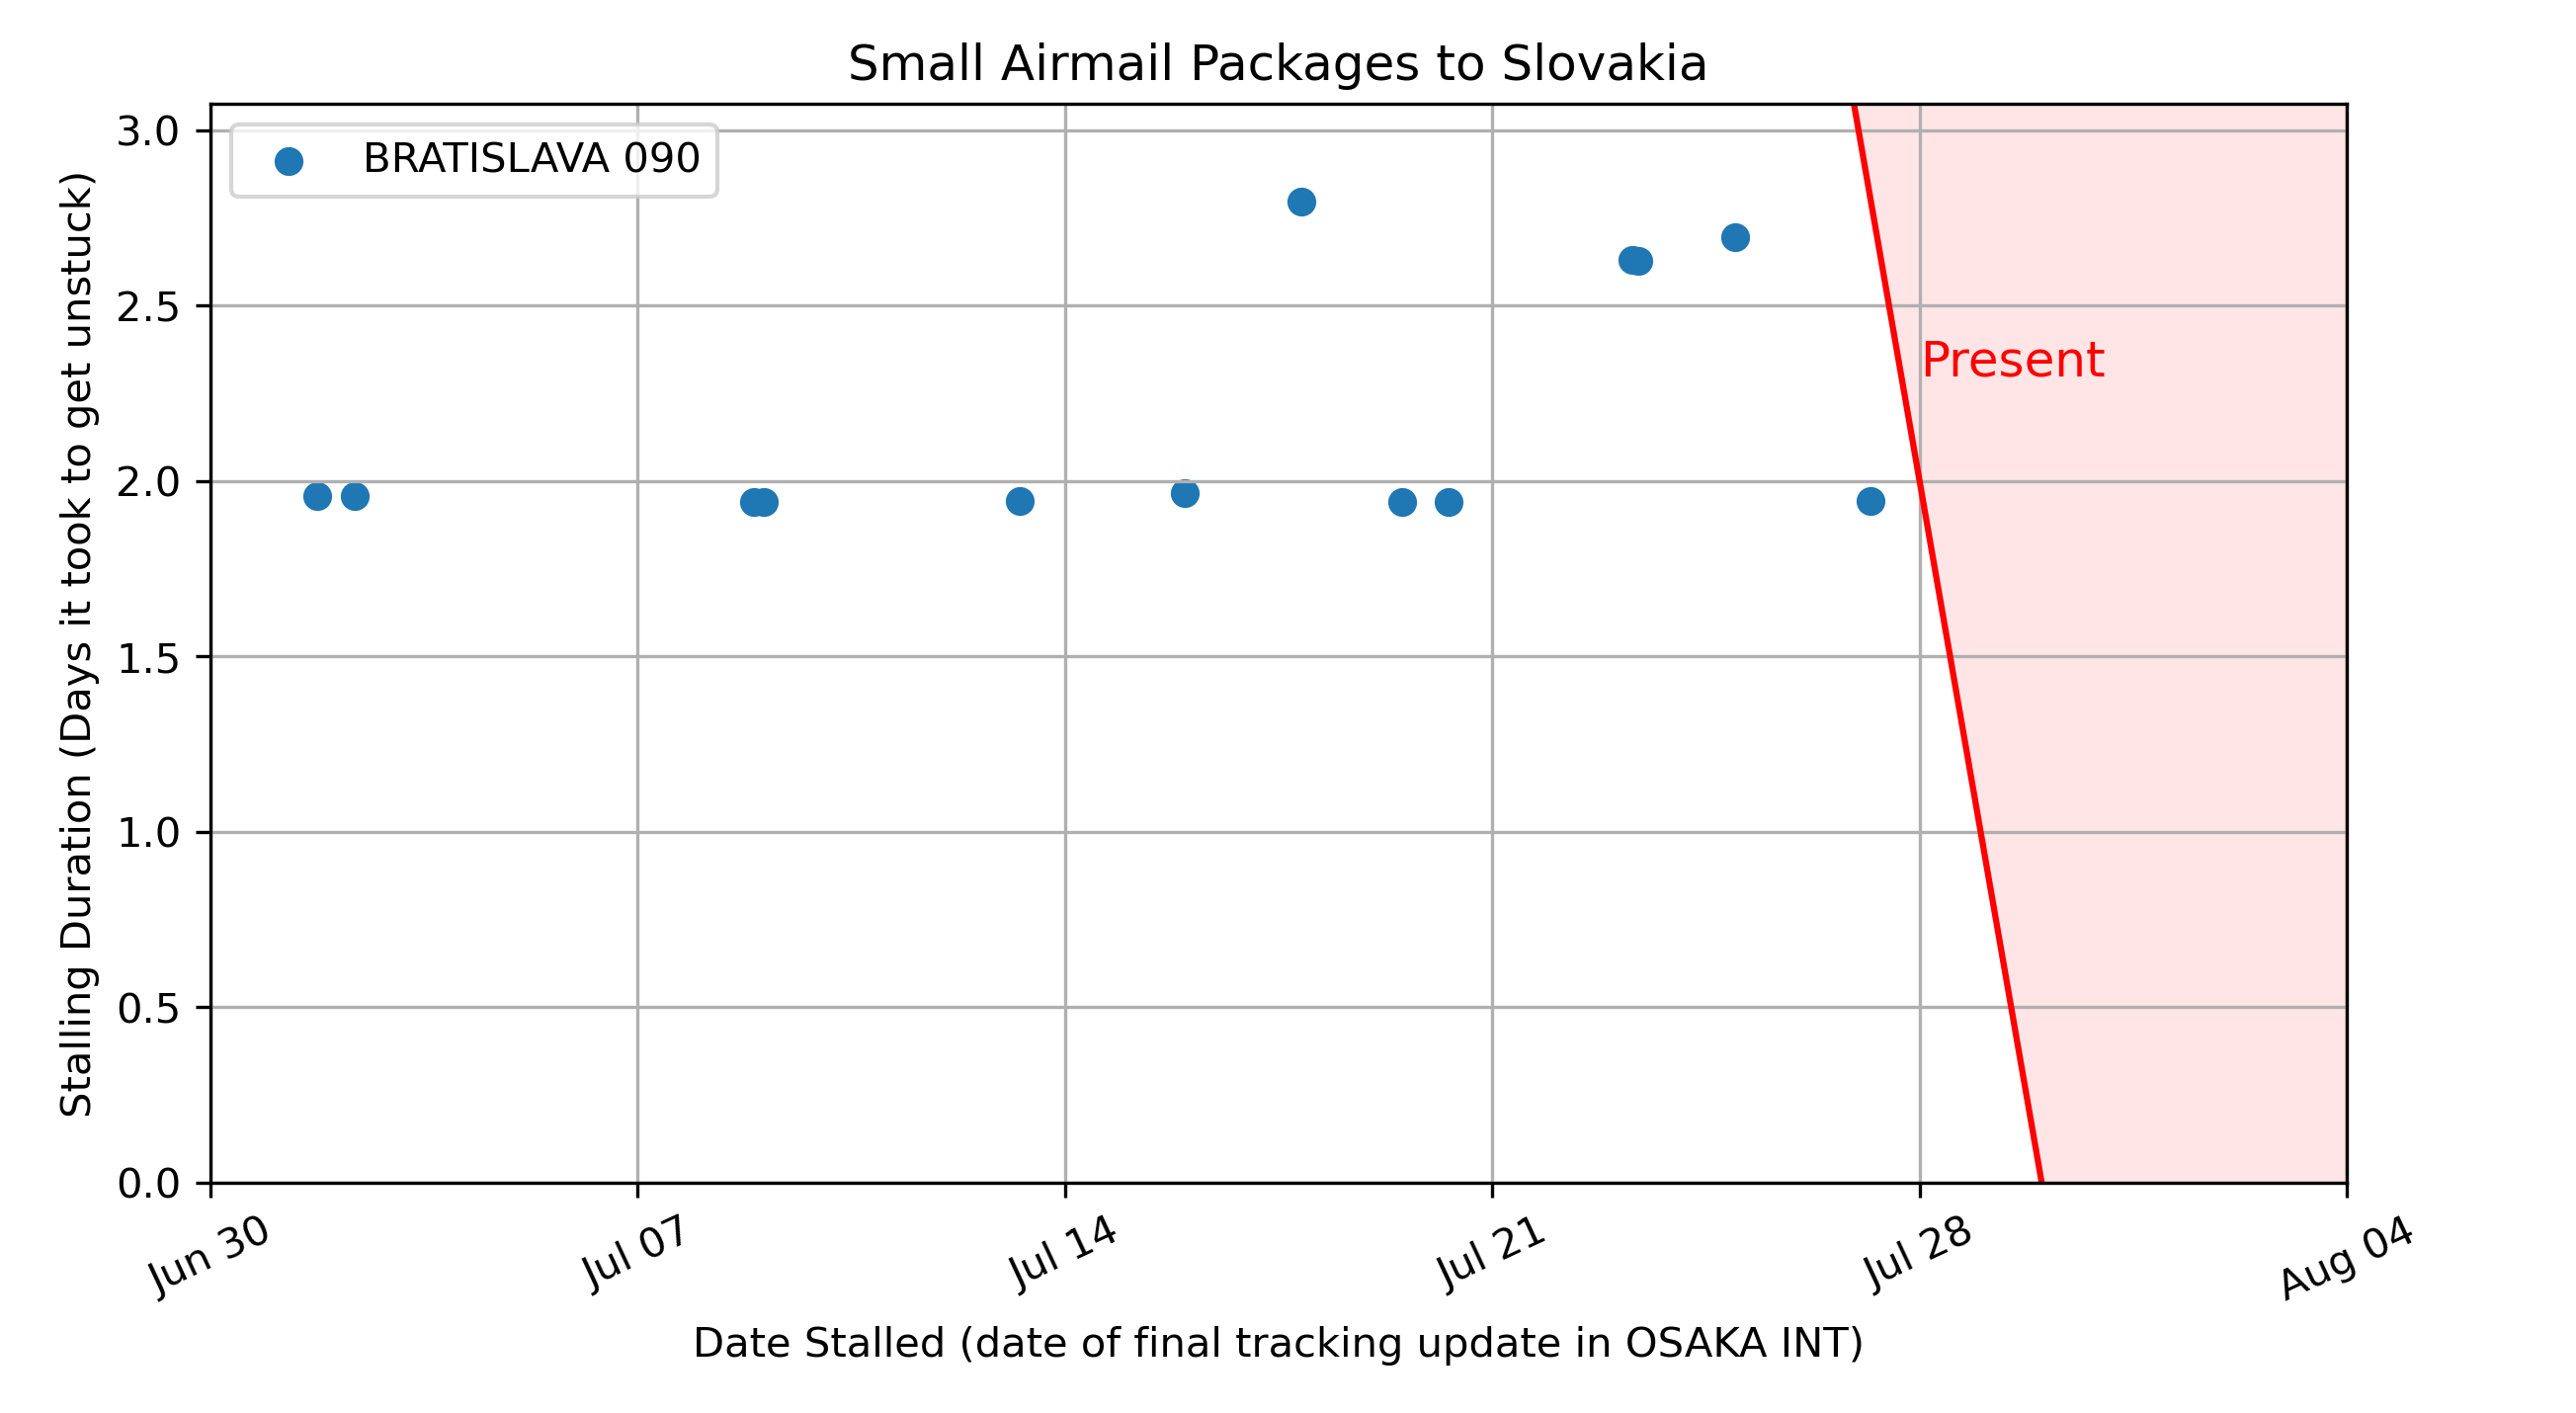 Small Airmail Packages to Slovakia
BRATISLAVA 090
Present
Stalling Duration (Days it took to get unstuck)
3.0
2.5
2.0
1.5
1.0
0.5
0.0
Jun 30
Jul 07
Jul 14
Jul 21
Jul 28
Aug 04
Date Stalled (date of final tracking update in OSAKA INT)